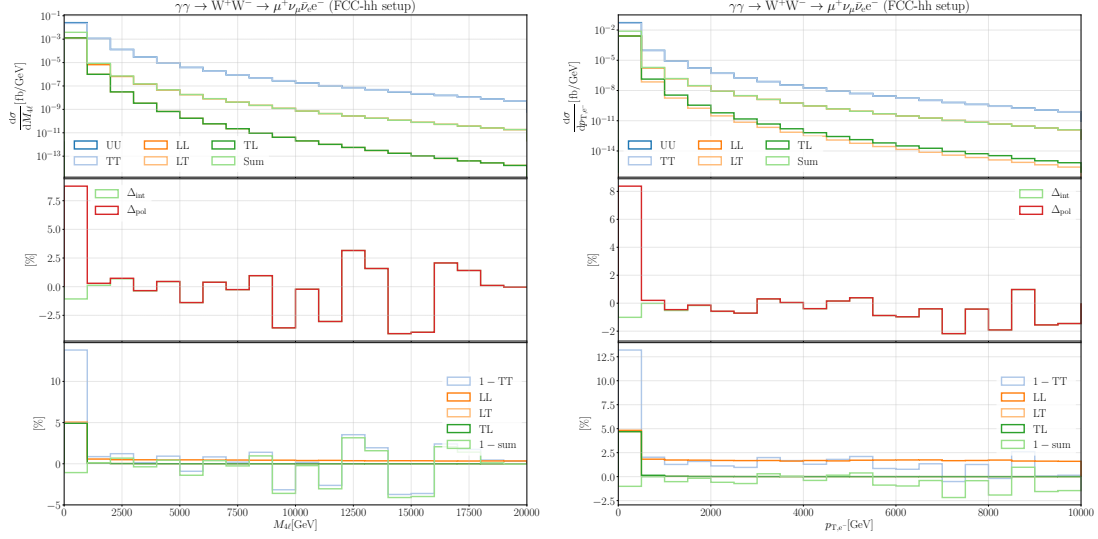 γγ → W⁺W⁻ → μ⁺ν_μν̄_ee⁻ (FCC-hh setup)
dσ/dM_4ℓ [fb/GeV]
10⁻¹
10⁻³
10⁻⁵
10⁻⁷
10⁻⁹
10⁻¹¹
10⁻¹³
UU LL TL
TT LT Sum
[%]
7.5
5.0
2.5
0.0
−2.5
Δ_int
Δ_pol
[%]
10
5
0
−5
1 − TT
LL
LT
TL
1 − sum
0 2500 5000 7500 10000 12500 15000 17500 20000
M_4ℓ[GeV]
γγ → W⁺W⁻ → μ⁺ν_μν̄_ee⁻ (FCC-hh setup)
dσ/dp_T,e⁻ [fb/GeV]
10⁻²
10⁻⁵
10⁻⁸
10⁻¹¹
10⁻¹⁴
UU LL TL
TT LT Sum
[%]
8
6
4
2
0
−2
Δ_int
Δ_pol
[%]
12.5
10.0
7.5
5.0
2.5
0.0
−2.5
1 − TT
LL
LT
TL
1 − sum
0 2000 4000 6000 8000 10000
p_T,e⁻[GeV]